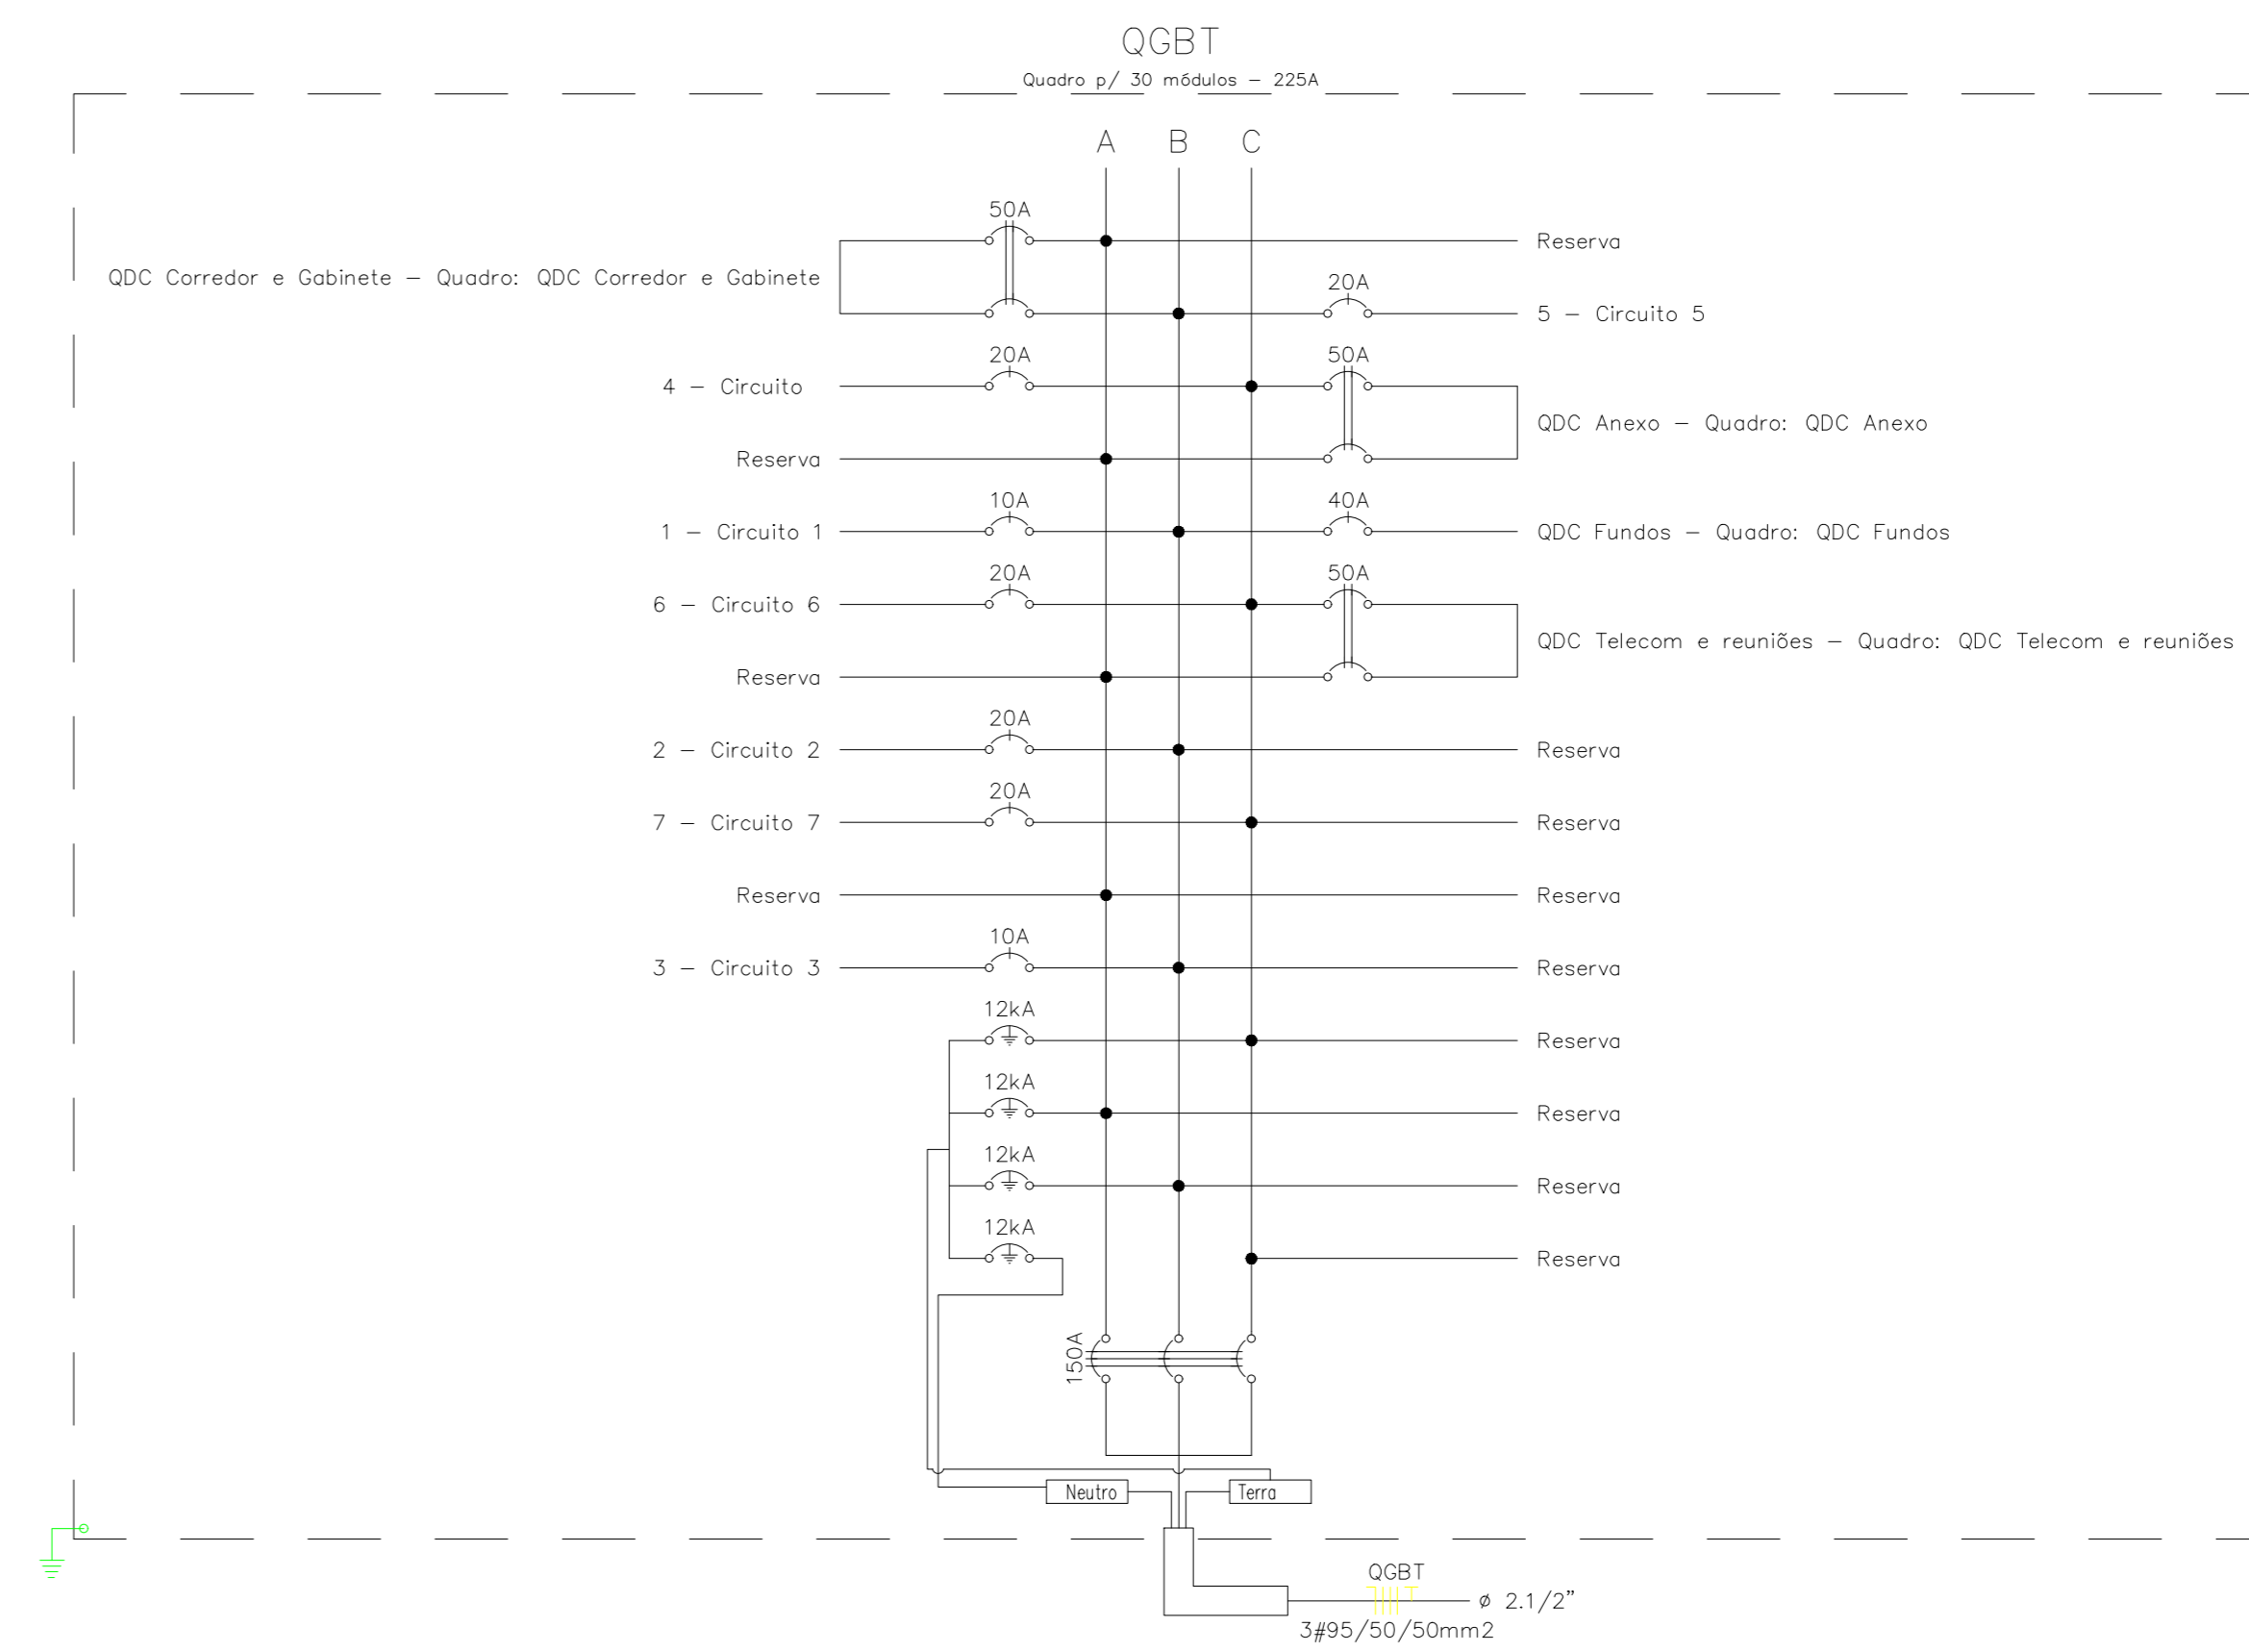 QGBT
Quadro p/ 30 módulos – 225A
A B C
50A
Reserva
QDC Corredor e Gabinete – Quadro: QDC Corredor e Gabinete
20A
5 – Circuito 5
20A 50A
4 – Circuito
QDC Anexo – Quadro: QDC Anexo
Reserva
10A 40A
1 – Circuito 1 QDC Fundos – Quadro: QDC Fundos
20A 50A
6 – Circuito 6
QDC Telecom e reuniões – Quadro: QDC Telecom e reuniões
Reserva
20A
2 – Circuito 2 Reserva
20A
7 – Circuito 7 Reserva
Reserva Reserva
10A
3 – Circuito 3 Reserva
12kA
Reserva
12kA
Reserva
12kA
Reserva
12kA
Reserva
150A
Neutro Terra
QGBT
ø 2.1/2"
3#95/50/50mm2